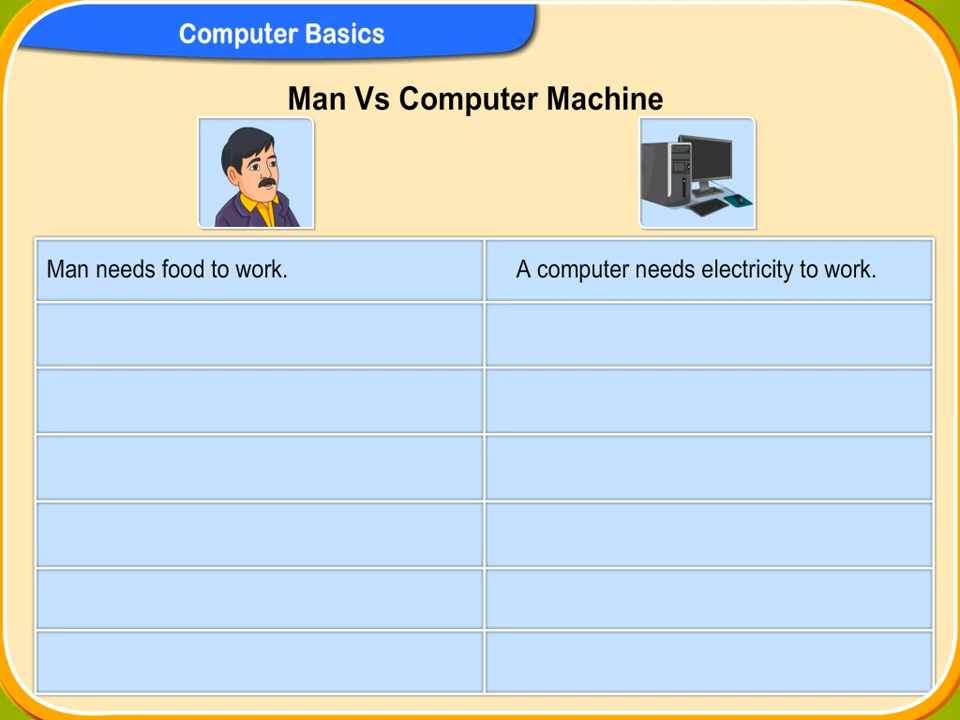 Computer Basics
Man Vs Computer Machine
Man needs food to work.
A computer needs electricity to work.